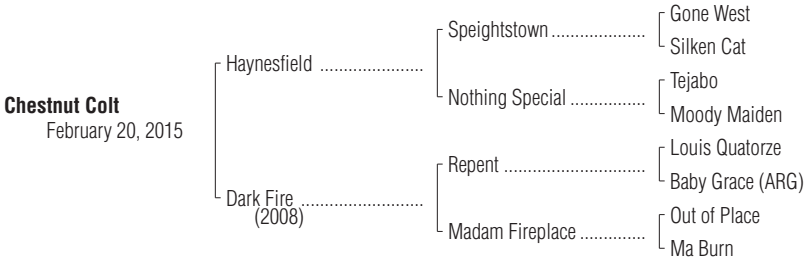 Gone West
Speightstown ....................
Silken Cat
Haynesfield ......................
Tejabo
Nothing Special .................
Moody Maiden
Chestnut Colt
February 20, 2015
Louis Quatorze
Repent ..............................
Baby Grace (ARG)
Dark Fire ..........................
(2008)
Out of Place
Madam Fireplace ..............
Ma Burn